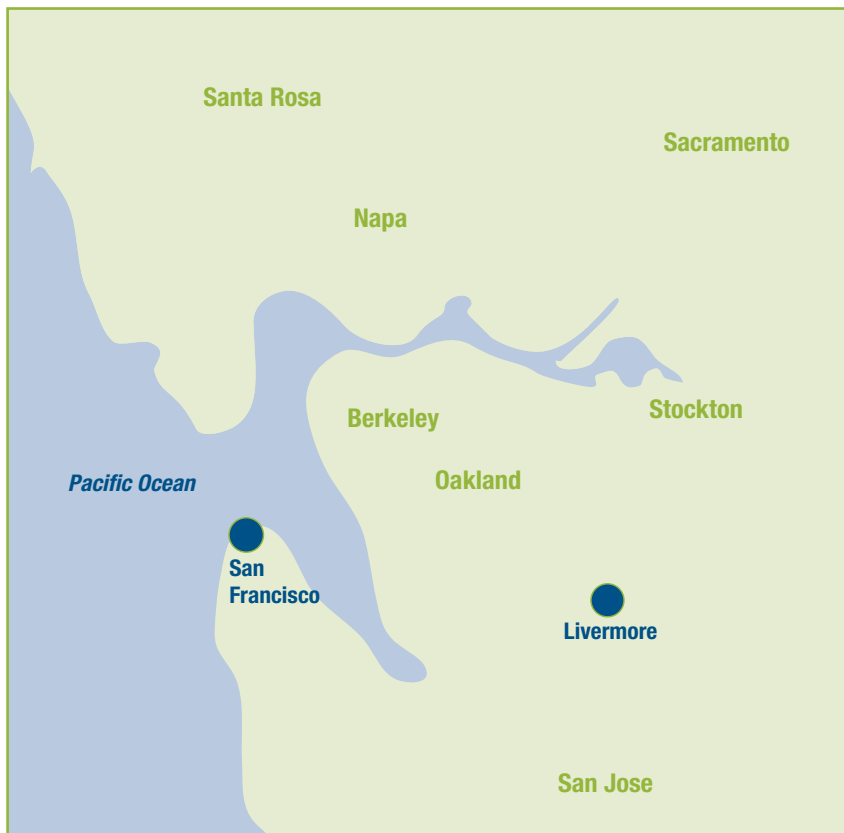 Santa Rosa
Sacramento
Napa
Berkeley
Stockton
Oakland
Pacific Ocean
San
Francisco
Livermore
San Jose